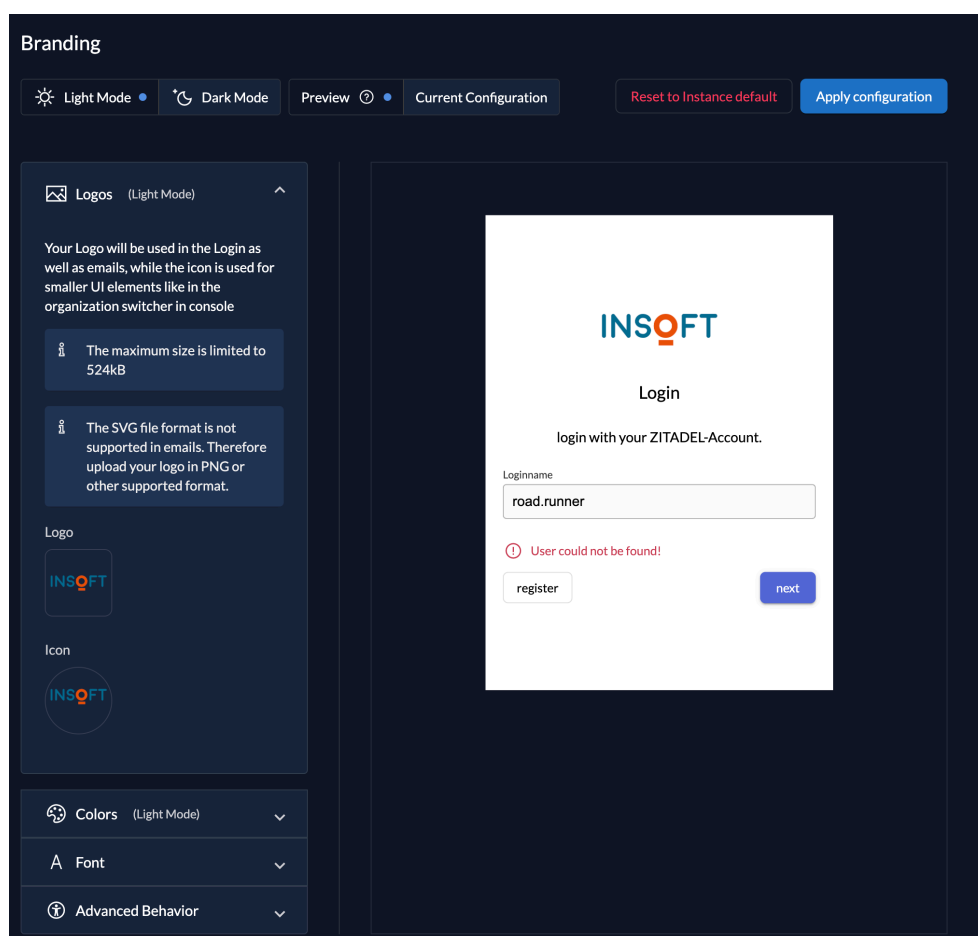 Branding
Light Mode
Dark Mode
Preview
Current Configuration
Reset to Instance default
Apply configuration
Logos (Light Mode)
Your Logo will be used in the Login as
well as emails, while the icon is used for
smaller UI elements like in the
organization switcher in console
The maximum size is limited to
524kB
The SVG file format is not
supported in emails. Therefore
upload your logo in PNG or
other supported format.
Logo
INSOFT
Icon
INSOFT
Colors (Light Mode)
Font
Advanced Behavior
INSOFT
Login
login with your ZITADEL-Account.
Loginname
road.runner
User could not be found!
register
next